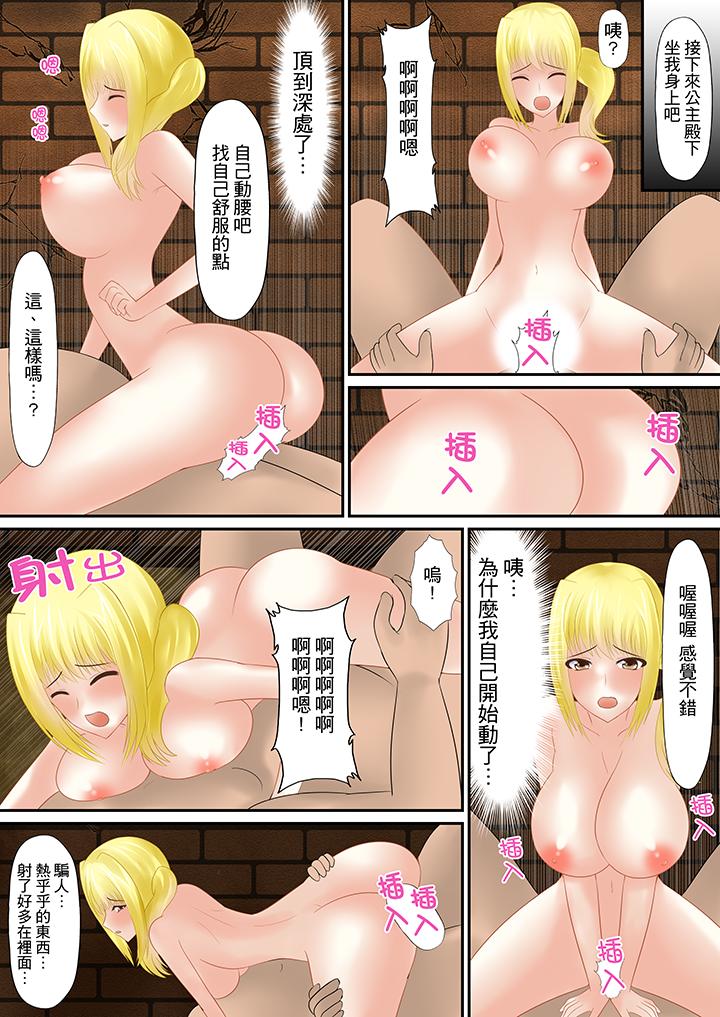 接下來公主殿下
坐我身上吧
咦？
啊啊啊啊嗯
插入
頂到深處了…
自己動腰吧
找自己舒服的點
嗯
嗯嗯
這、這樣嗎…？
插入
插入
插入
插入
喔喔喔 感覺不錯
咦…
為什麼我自己開始動了…
插入
插入
插入
插入
嗚！
啊啊啊啊啊
啊啊啊嗯！
射出
騙人…
熱乎乎的東西…
射了好多在裡面…
插入
插入